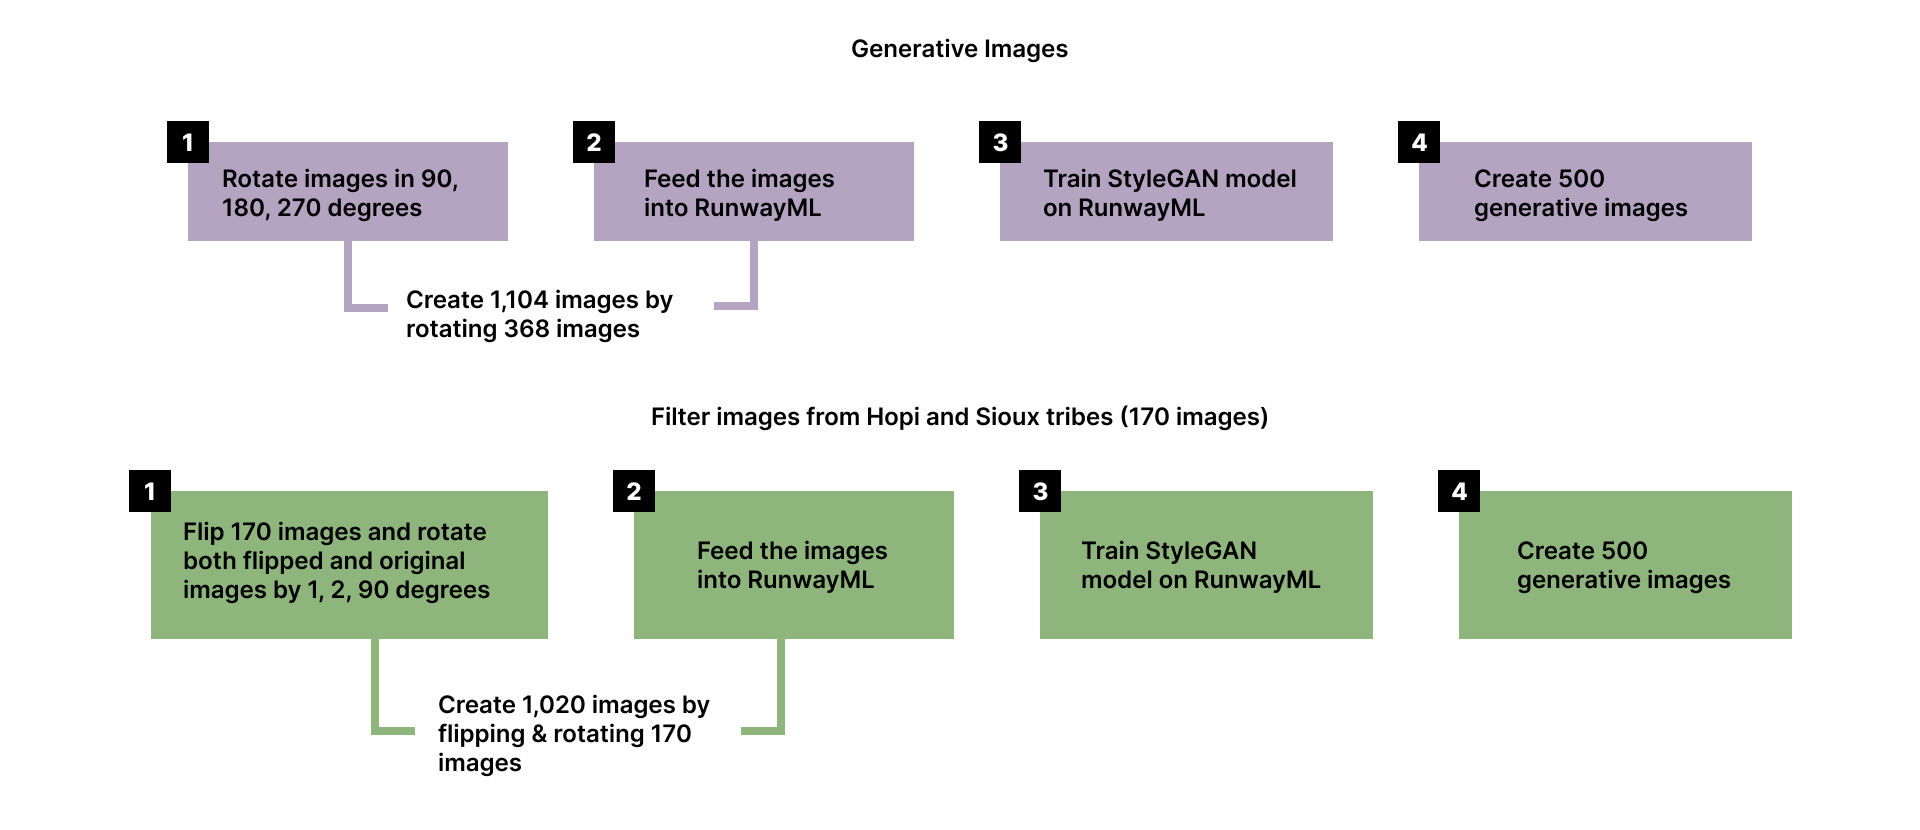 Generative Images
1
Rotate images in 90,
180, 270 degrees
2
Feed the images
into RunwayML
3
Train StyleGAN model
on RunwayML
4
Create 500
generative images
Create 1,104 images by
rotating 368 images
Filter images from Hopi and Sioux tribes (170 images)
1
Flip 170 images and rotate
both flipped and original
images by 1, 2, 90 degrees
2
Feed the images
into RunwayML
3
Train StyleGAN
model on RunwayML
4
Create 500
generative images
Create 1,020 images by
flipping & rotating 170
images